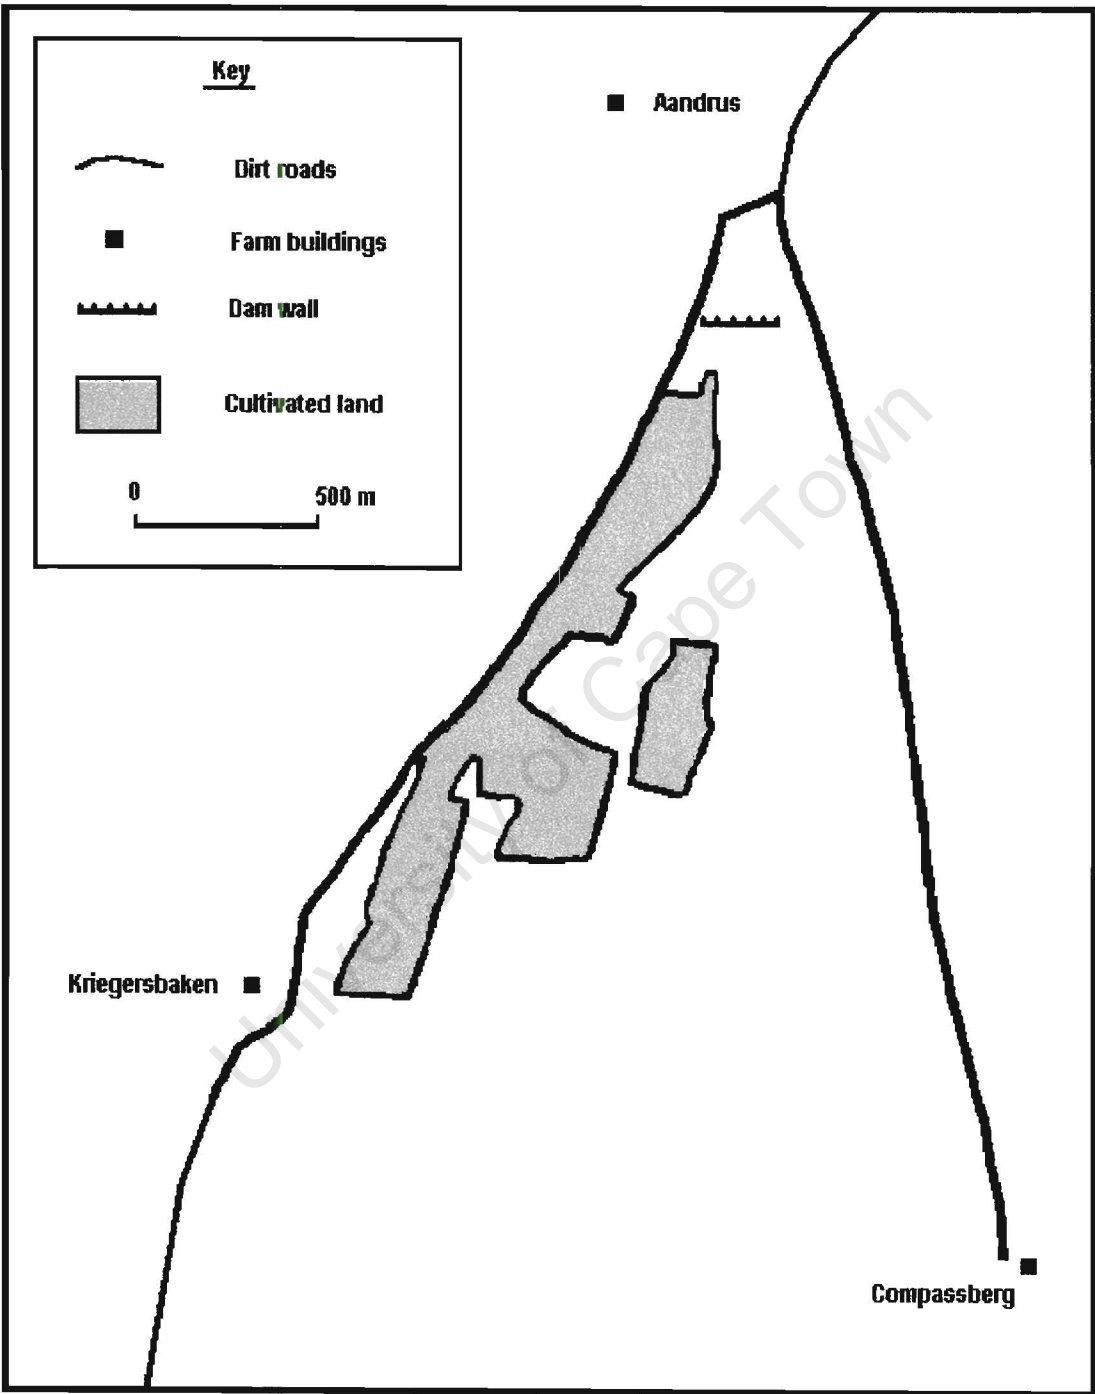 Key
Aandrus
Dirt roads
Farm buildings
Dam wall
Cultivated land
0 500 m
Kriegersbaken
Compassberg
University of Cape Town